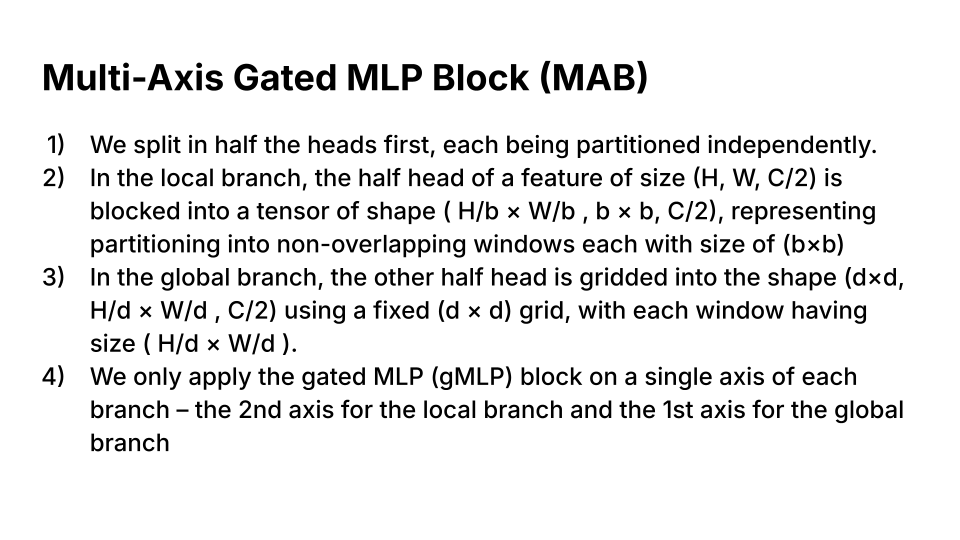 Multi-Axis Gated MLP Block (MAB)
1) We split in half the heads first, each being partitioned independently.
2) In the local branch, the half head of a feature of size (H, W, C/2) is
blocked into a tensor of shape ( H/b × W/b , b × b, C/2), representing
partitioning into non-overlapping windows each with size of (b×b)
3) In the global branch, the other half head is gridded into the shape (d×d,
H/d × W/d , C/2) using a fixed (d × d) grid, with each window having
size ( H/d × W/d ).
4) We only apply the gated MLP (gMLP) block on a single axis of each
branch – the 2nd axis for the local branch and the 1st axis for the global
branch